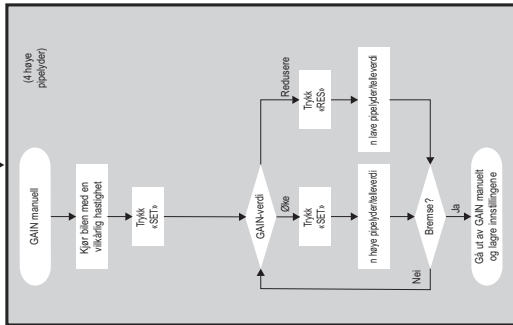 (4 høye
pipelyder)
GAIN manuell
Kjør bilen med en
vilkårlig hastighet
Trykk
«SET»
GAIN-verdi
Øke
Redusere
Trykk
«SET»
Trykk
«RES»
n høye pipelyder/telleverdi
n lave pipelyder/telleverdi
Bremse?
Nei
Ja
Gå ut av GAIN manuelt
og lagre innstillingene